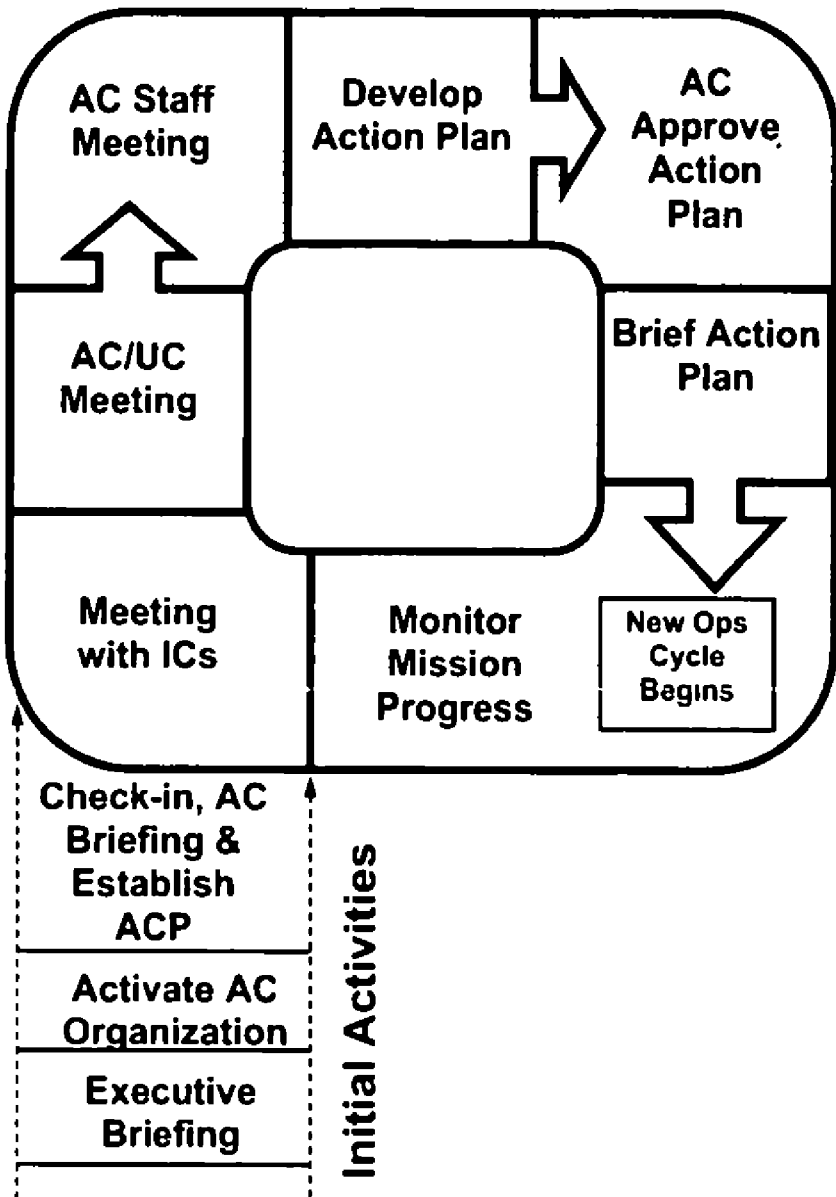 AC Staff
Meeting
Develop
Action Plan
AC
Approve
Action
Plan
AC/UC
Meeting
Brief Action
Plan
Meeting
with ICs
Monitor
Mission
Progress
New Ops
Cycle
Begins
Check-in, AC
Briefing &
Establish
ACP
Activate AC
Organization
Executive
Briefing
Initial Activities